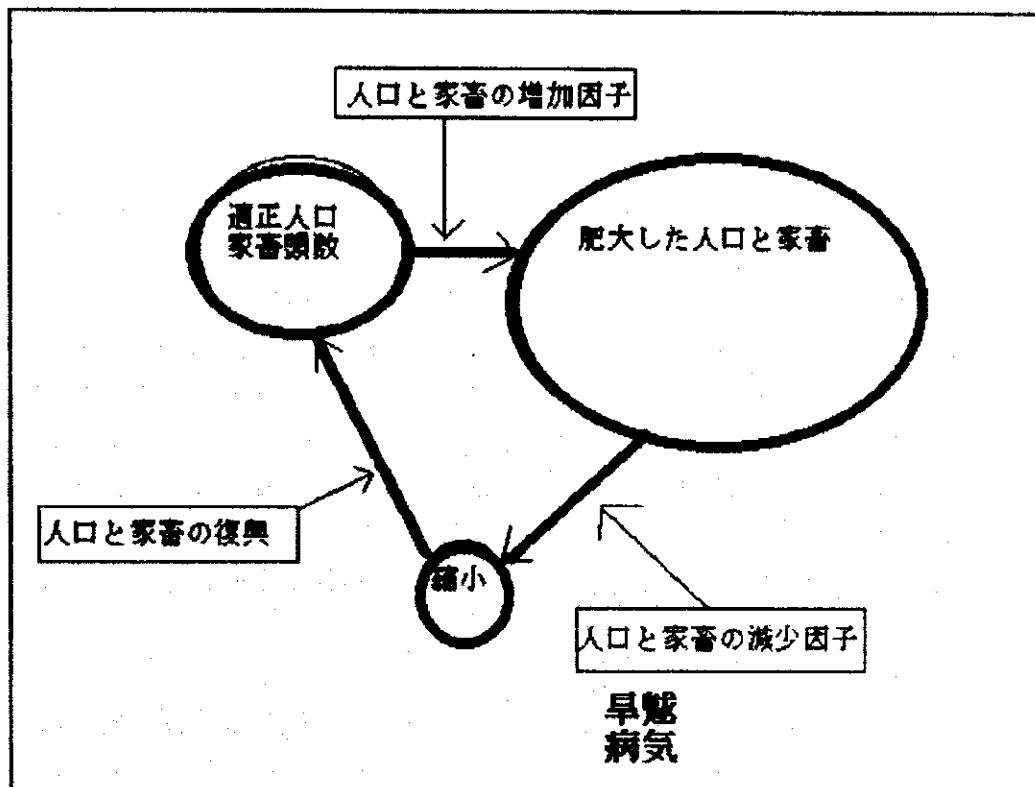 人口と家畜の増加因子
適正人口
家畜頭数
肥大した人口と家畜
人口と家畜の復興
縮小
人口と家畜の減少因子
旱魃
病気